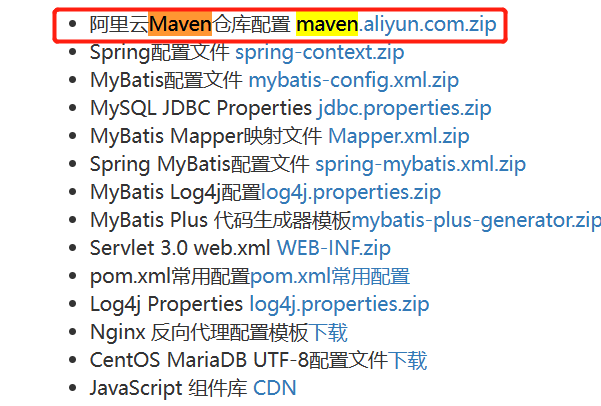 阿里云Maven仓库配置 maven.aliyun.com.zip
Spring配置文件 spring-context.zip
MyBatis配置文件 mybatis-config.xml.zip
MySQL JDBC Properties jdbc.properties.zip
MyBatis Mapper映射文件 Mapper.xml.zip
Spring MyBatis配置文件 spring-mybatis.xml.zip
MyBatis Log4j配置log4j.properties.zip
MyBatis Plus 代码生成器模板mybatis-plus-generator.zip
Servlet 3.0 web.xml WEB-INF.zip
pom.xml常用配置pom.xml常用配置
Log4j Properties log4j.properties.zip
Nginx 反向代理配置模板下载
CentOS MariaDB UTF-8配置文件下载
JavaScript 组件库 CDN